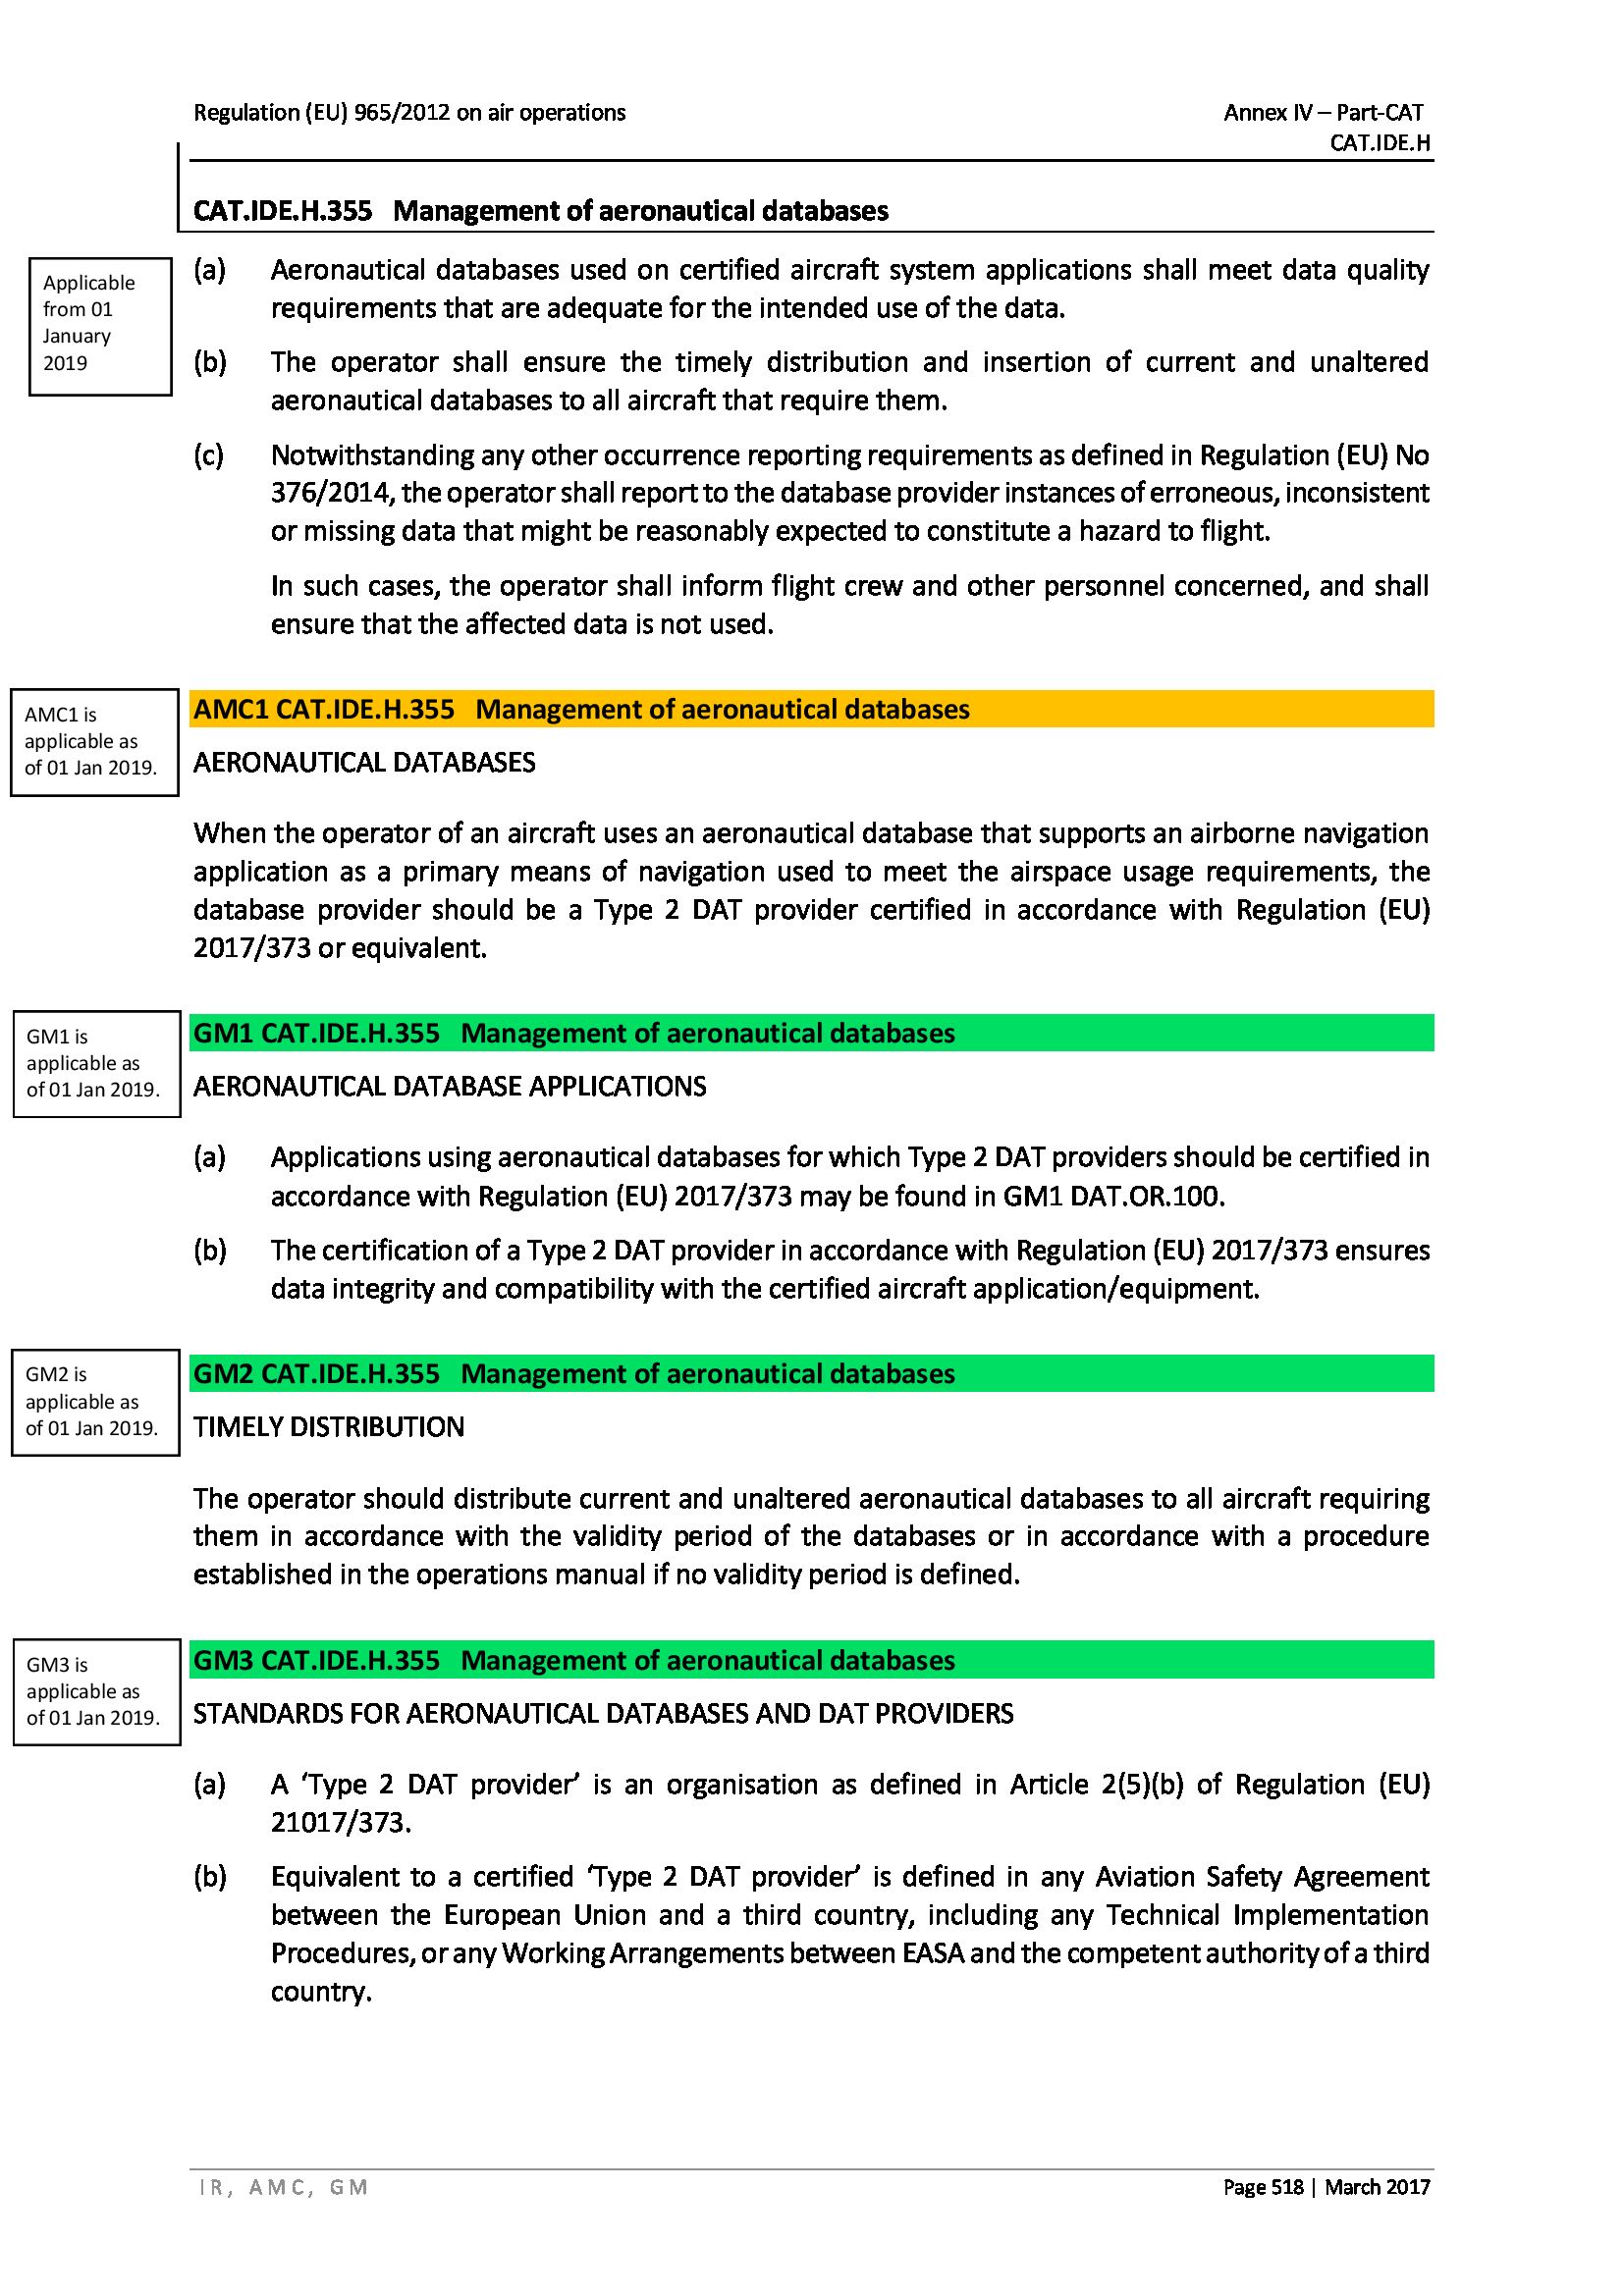 Regulation (EU) 965/2012 on air operations
Annex IV – Part-CAT
CAT.IDE.H
CAT.IDE.H.355 Management of aeronautical databases
Applicable
from 01
January
2019
(a) Aeronautical databases used on certified aircraft system applications shall meet data quality
requirements that are adequate for the intended use of the data.
(b) The operator shall ensure the timely distribution and insertion of current and unaltered
aeronautical databases to all aircraft that require them.
(c) Notwithstanding any other occurrence reporting requirements as defined in Regulation (EU) No
376/2014, the operator shall report to the database provider instances of erroneous, inconsistent
or missing data that might be reasonably expected to constitute a hazard to flight.
In such cases, the operator shall inform flight crew and other personnel concerned, and shall
ensure that the affected data is not used.
AMC1 is
applicable as
of 01 Jan 2019.
AMC1 CAT.IDE.H.355 Management of aeronautical databases
AERONAUTICAL DATABASES
When the operator of an aircraft uses an aeronautical database that supports an airborne navigation
application as a primary means of navigation used to meet the airspace usage requirements, the
database provider should be a Type 2 DAT provider certified in accordance with Regulation (EU)
2017/373 or equivalent.
GM1 is
applicable as
of 01 Jan 2019.
GM1 CAT.IDE.H.355 Management of aeronautical databases
AERONAUTICAL DATABASE APPLICATIONS
(a) Applications using aeronautical databases for which Type 2 DAT providers should be certified in
accordance with Regulation (EU) 2017/373 may be found in GM1 DAT.OR.100.
(b) The certification of a Type 2 DAT provider in accordance with Regulation (EU) 2017/373 ensures
data integrity and compatibility with the certified aircraft application/equipment.
GM2 is
applicable as
of 01 Jan 2019.
GM2 CAT.IDE.H.355 Management of aeronautical databases
TIMELY DISTRIBUTION
The operator should distribute current and unaltered aeronautical databases to all aircraft requiring
them in accordance with the validity period of the databases or in accordance with a procedure
established in the operations manual if no validity period is defined.
GM3 is
applicable as
of 01 Jan 2019.
GM3 CAT.IDE.H.355 Management of aeronautical databases
STANDARDS FOR AERONAUTICAL DATABASES AND DAT PROVIDERS
(a) A ‘Type 2 DAT provider’ is an organisation as defined in Article 2(5)(b) of Regulation (EU)
21017/373.
(b) Equivalent to a certified ‘Type 2 DAT provider’ is defined in any Aviation Safety Agreement
between the European Union and a third country, including any Technical Implementation
Procedures, or any Working Arrangements between EASA and the competent authority of a third
country.
IR, AMC, GM
Page 518 | March 2017